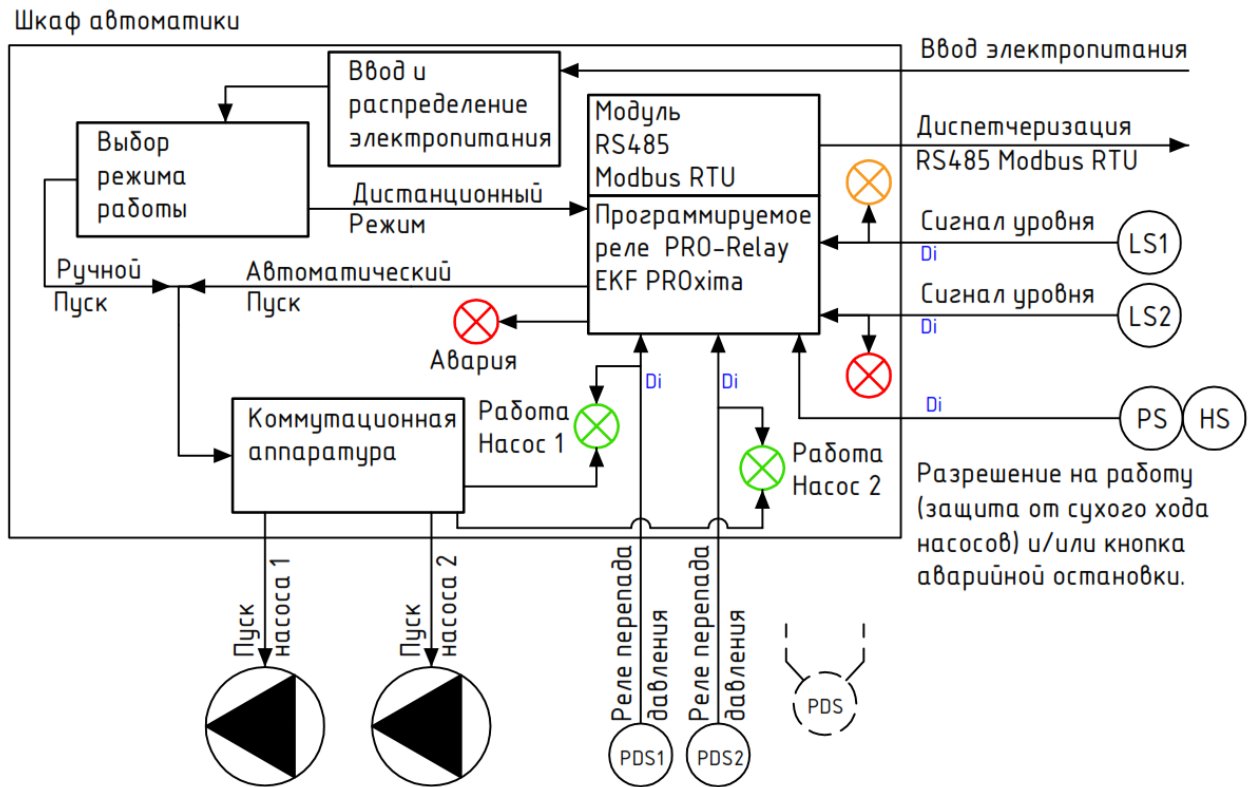 Шкаф автоматики
Ввод электропитания
Ввод и
распределение
электропитания
Модуль
RS485
Modbus RTU
Диспетчеризация
RS485 Modbus RTU
Выбор
режима
работы
Дистанционный
Режим
Программируемое
реле PRO-Relay
EKF PROxima
Сигнал уровня
Di
LS1
Ручной
Пуск
Автоматический
Пуск
Сигнал уровня
Di
LS2
Авария
Di
Di
Di
PS
HS
Коммутационная
аппаратура
Работа
Насос 1
Работа
Насос 2
Разрешение на работу
(защита от сухого хода
насосов) и/или кнопка
аварийной остановки.
Пуск
насоса 1
Пуск
насоса 2
Реле перепада
давления
Реле перепада
давления
PDS
PDS1
PDS2